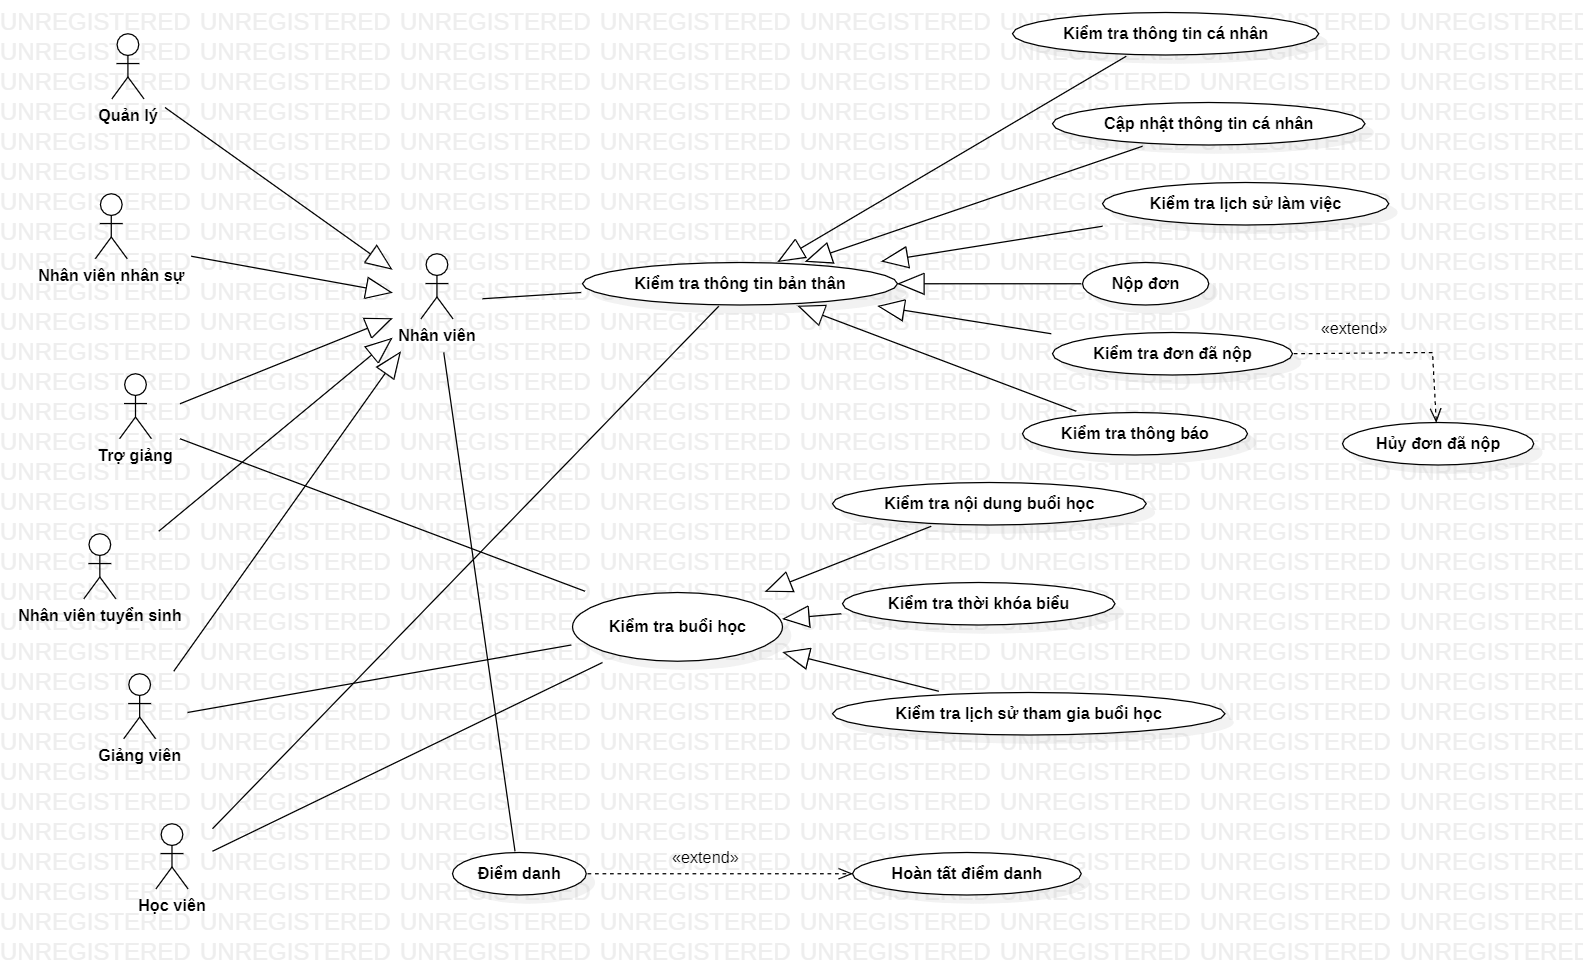 Kiểm tra thông tin cá nhân
Quản lý
Cập nhật thông tin cá nhân
Kiểm tra lịch sử làm việc
Nhân viên nhân sự
Kiểm tra thông tin bản thân
Nộp đơn
Nhân viên
«extend»
Kiểm tra đơn đã nộp
Kiểm tra thông báo
Hủy đơn đã nộp
Trợ giảng
Kiểm tra nội dung buổi học
Kiểm tra thời khóa biểu
Nhân viên tuyển sinh
Kiểm tra buổi học
Kiểm tra lịch sử tham gia buổi học
Giảng viên
«extend»
Điểm danh
Hoàn tất điểm danh
Học viên
UNREGISTERED